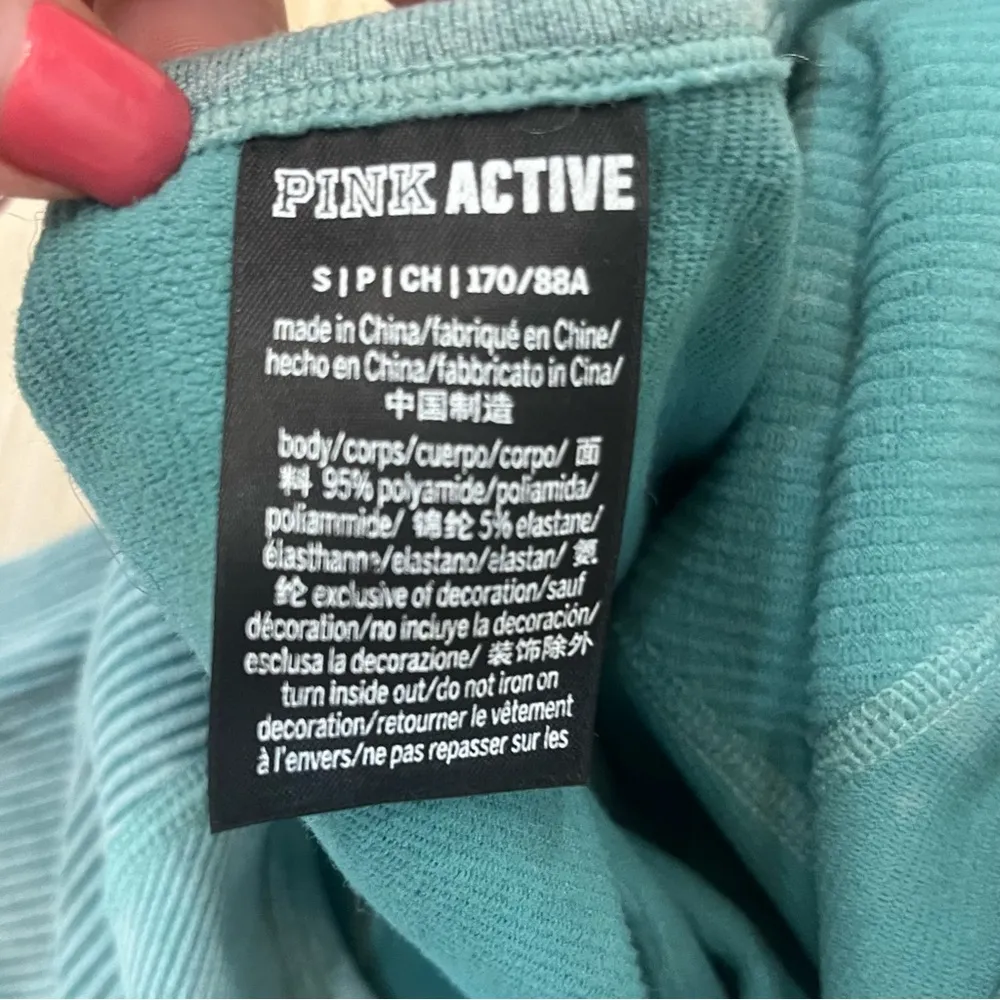 PINK ACTIVE
S | P | CH | 170/88A
made in China/fabriqué en Chine/
hecho en China/fabbricato in Cina/
中国制造
body/corps/cuerpo/corpo/ 面
料 95% polyamide/poliamida/
poliammide/ 锦纶 5% elastane/
élasthanne/elastano/elastan/ 氨
纶 exclusive of decoration/sauf
décoration/no incluye la decoración/
esclusa la decorazione/ 装饰除外
turn inside out/do not iron on
decoration/retourner le vêtement
à l'envers/ne pas repasser sur les